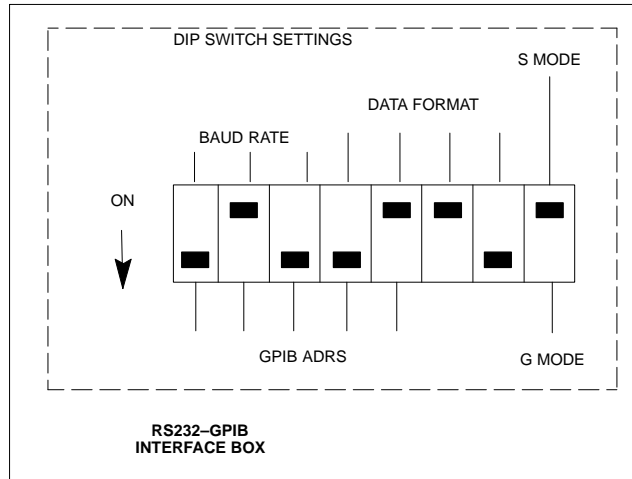 DIP SWITCH SETTINGS
S MODE
DATA FORMAT
BAUD RATE
ON
GPIB ADRS
G MODE
RS232–GPIB
INTERFACE BOX